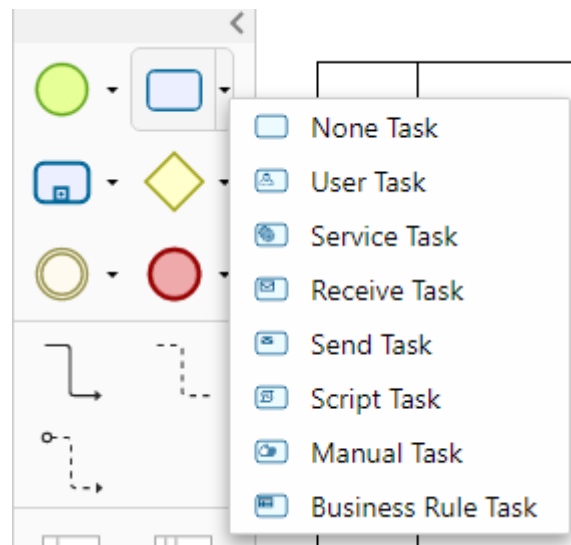 None Task
User Task
Service Task
Receive Task
Send Task
Script Task
Manual Task
Business Rule Task